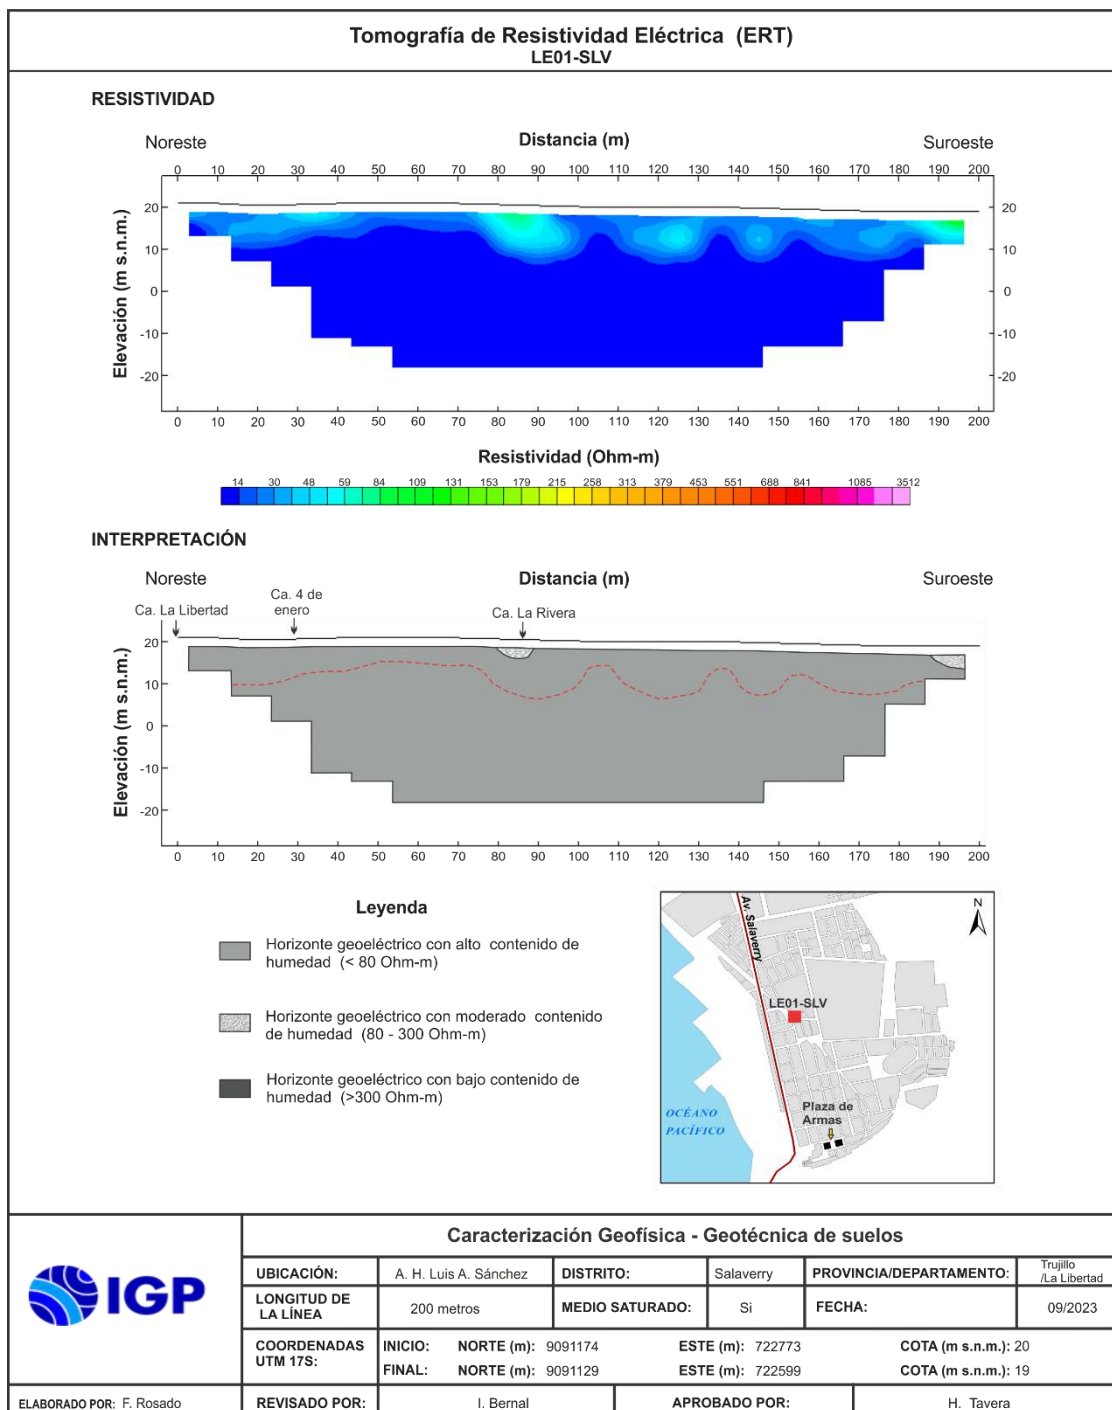 Tomografía de Resistividad Eléctrica (ERT)
LE01-SLV
RESISTIVIDAD
Noreste Distancia (m) Suroeste
0 10 20 30 40 50 60 70 80 90 100 110 120 130 140 150 160 170 180 190 200
Elevación (m s.n.m.)
20 20
10 10
0 0
-10 -10
-20 -20
0 10 20 30 40 50 60 70 80 90 100 110 120 130 140 150 160 170 180 190 200
Resistividad (Ohm-m)
14 30 48 59 84 109 131 153 179 215 258 313 379 453 551 688 841 1085 3512
INTERPRETACIÓN
Noreste Distancia (m) Suroeste
Ca. La Libertad
Ca. 4 de
enero
Ca. La Rivera
Elevación (m s.n.m.)
20
10
0
-10
-20
0 10 20 30 40 50 60 70 80 90 100 110 120 130 140 150 160 170 180 190 200
Leyenda
Horizonte geoeléctrico con alto contenido de
humedad (< 80 Ohm-m)
Horizonte geoeléctrico con moderado contenido
de humedad (80 - 300 Ohm-m)
Horizonte geoeléctrico con bajo contenido de
humedad (>300 Ohm-m)
N
Av. Salaverry
LE01-SLV
Plaza de
Armas
OCÉANO
PACÍFICO
IGP
Caracterización Geofísica - Geotécnica de suelos
UBICACIÓN: A. H. Luis A. Sánchez DISTRITO: Salaverry PROVINCIA/DEPARTAMENTO: Trujillo
/La Libertad
LONGITUD DE
LA LÍNEA 200 metros MEDIO SATURADO: Si FECHA: 09/2023
COORDENADAS
UTM 17S:
INICIO: NORTE (m): 9091174 ESTE (m): 722773 COTA (m s.n.m.): 20
FINAL: NORTE (m): 9091129 ESTE (m): 722599 COTA (m s.n.m.): 19
ELABORADO POR: F. Rosado REVISADO POR: I. Bernal APROBADO POR: H. Tavera